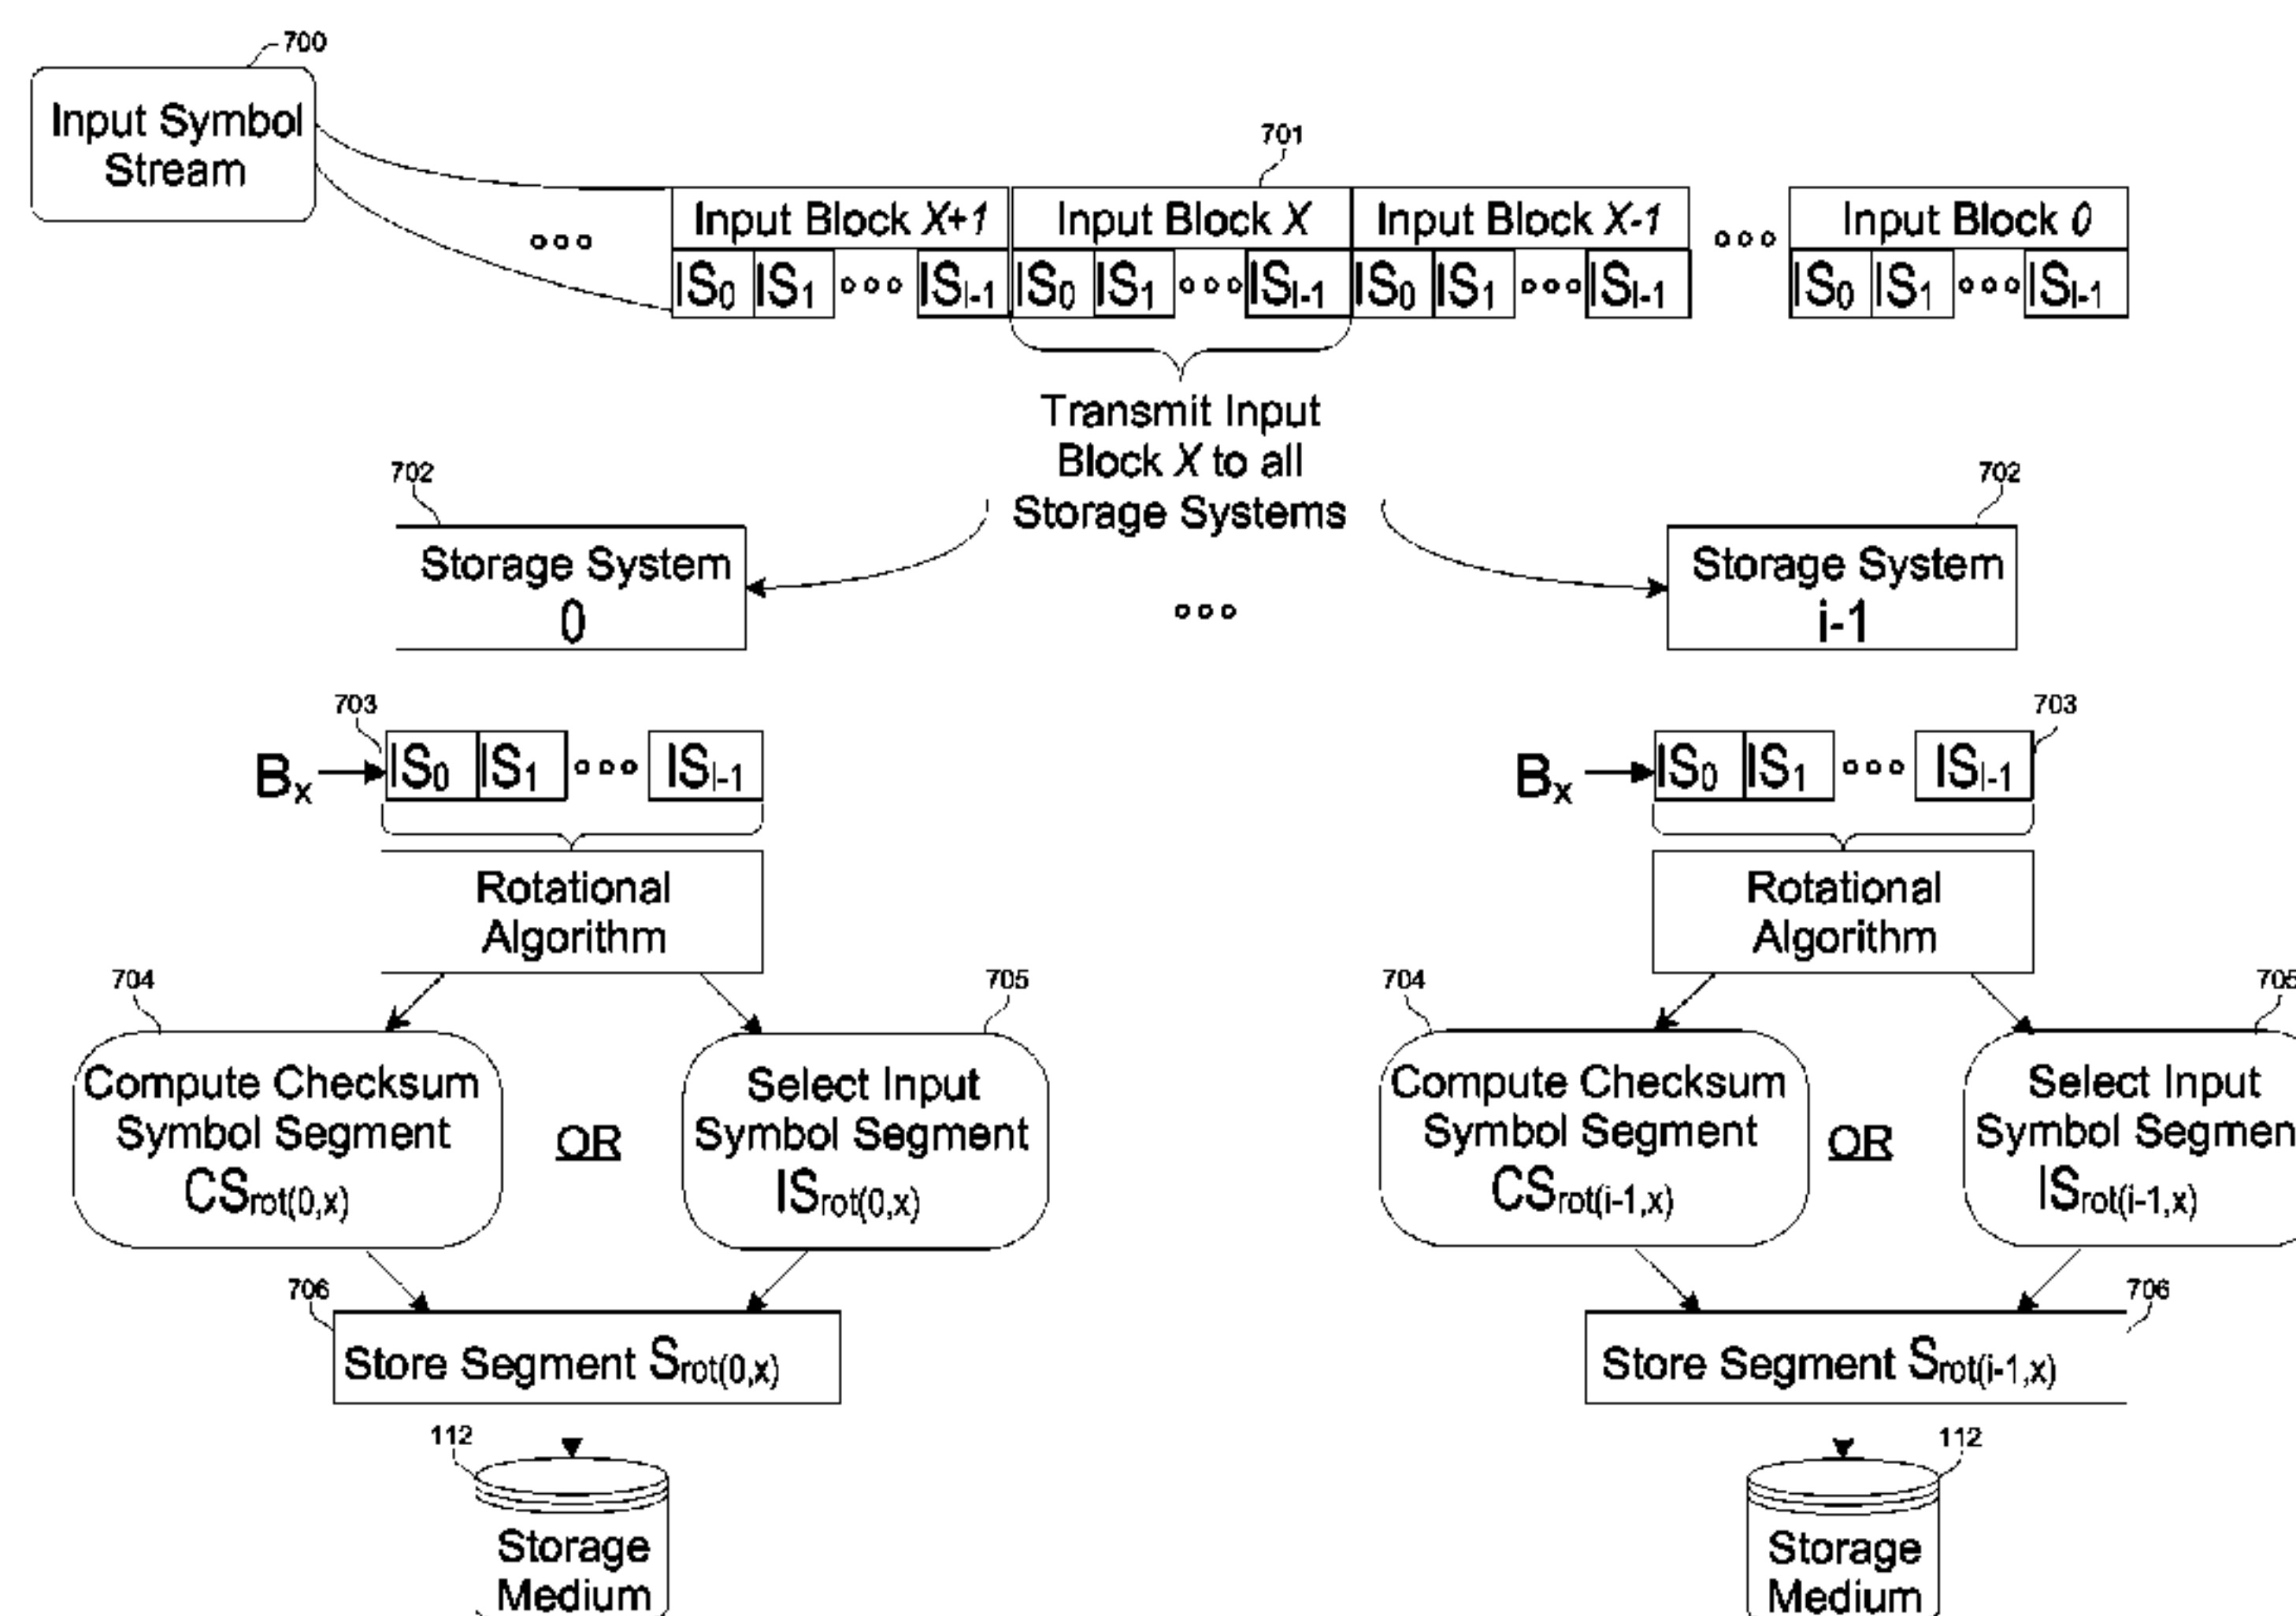 700
Input Symbol
Stream
701
Input Block X+1
Input Block X
Input Block X-1
Input Block 0
IS0 IS1 ooo ISI-1
IS0 IS1 ooo ISI-1
IS0 IS1 ooo ISI-1
IS0 IS1 ooo ISI-1
Transmit Input
Block X to all
Storage Systems
702
Storage System
0
702
Storage System
i-1
703
Bx
IS0 IS1 ooo ISI-1
703
Bx
IS0 IS1 ooo ISI-1
Rotational
Algorithm
Rotational
Algorithm
704
Compute Checksum
Symbol Segment
CSrot(0,x)
OR
705
Select Input
Symbol Segment
ISrot(0,x)
704
Compute Checksum
Symbol Segment
CSrot(i-1,x)
OR
705
Select Input
Symbol Segmen
ISrot(i-1,x)
706
Store Segment Srot(0,x)
706
Store Segment Srot(i-1,x)
112
Storage
Medium
112
Storage
Medium